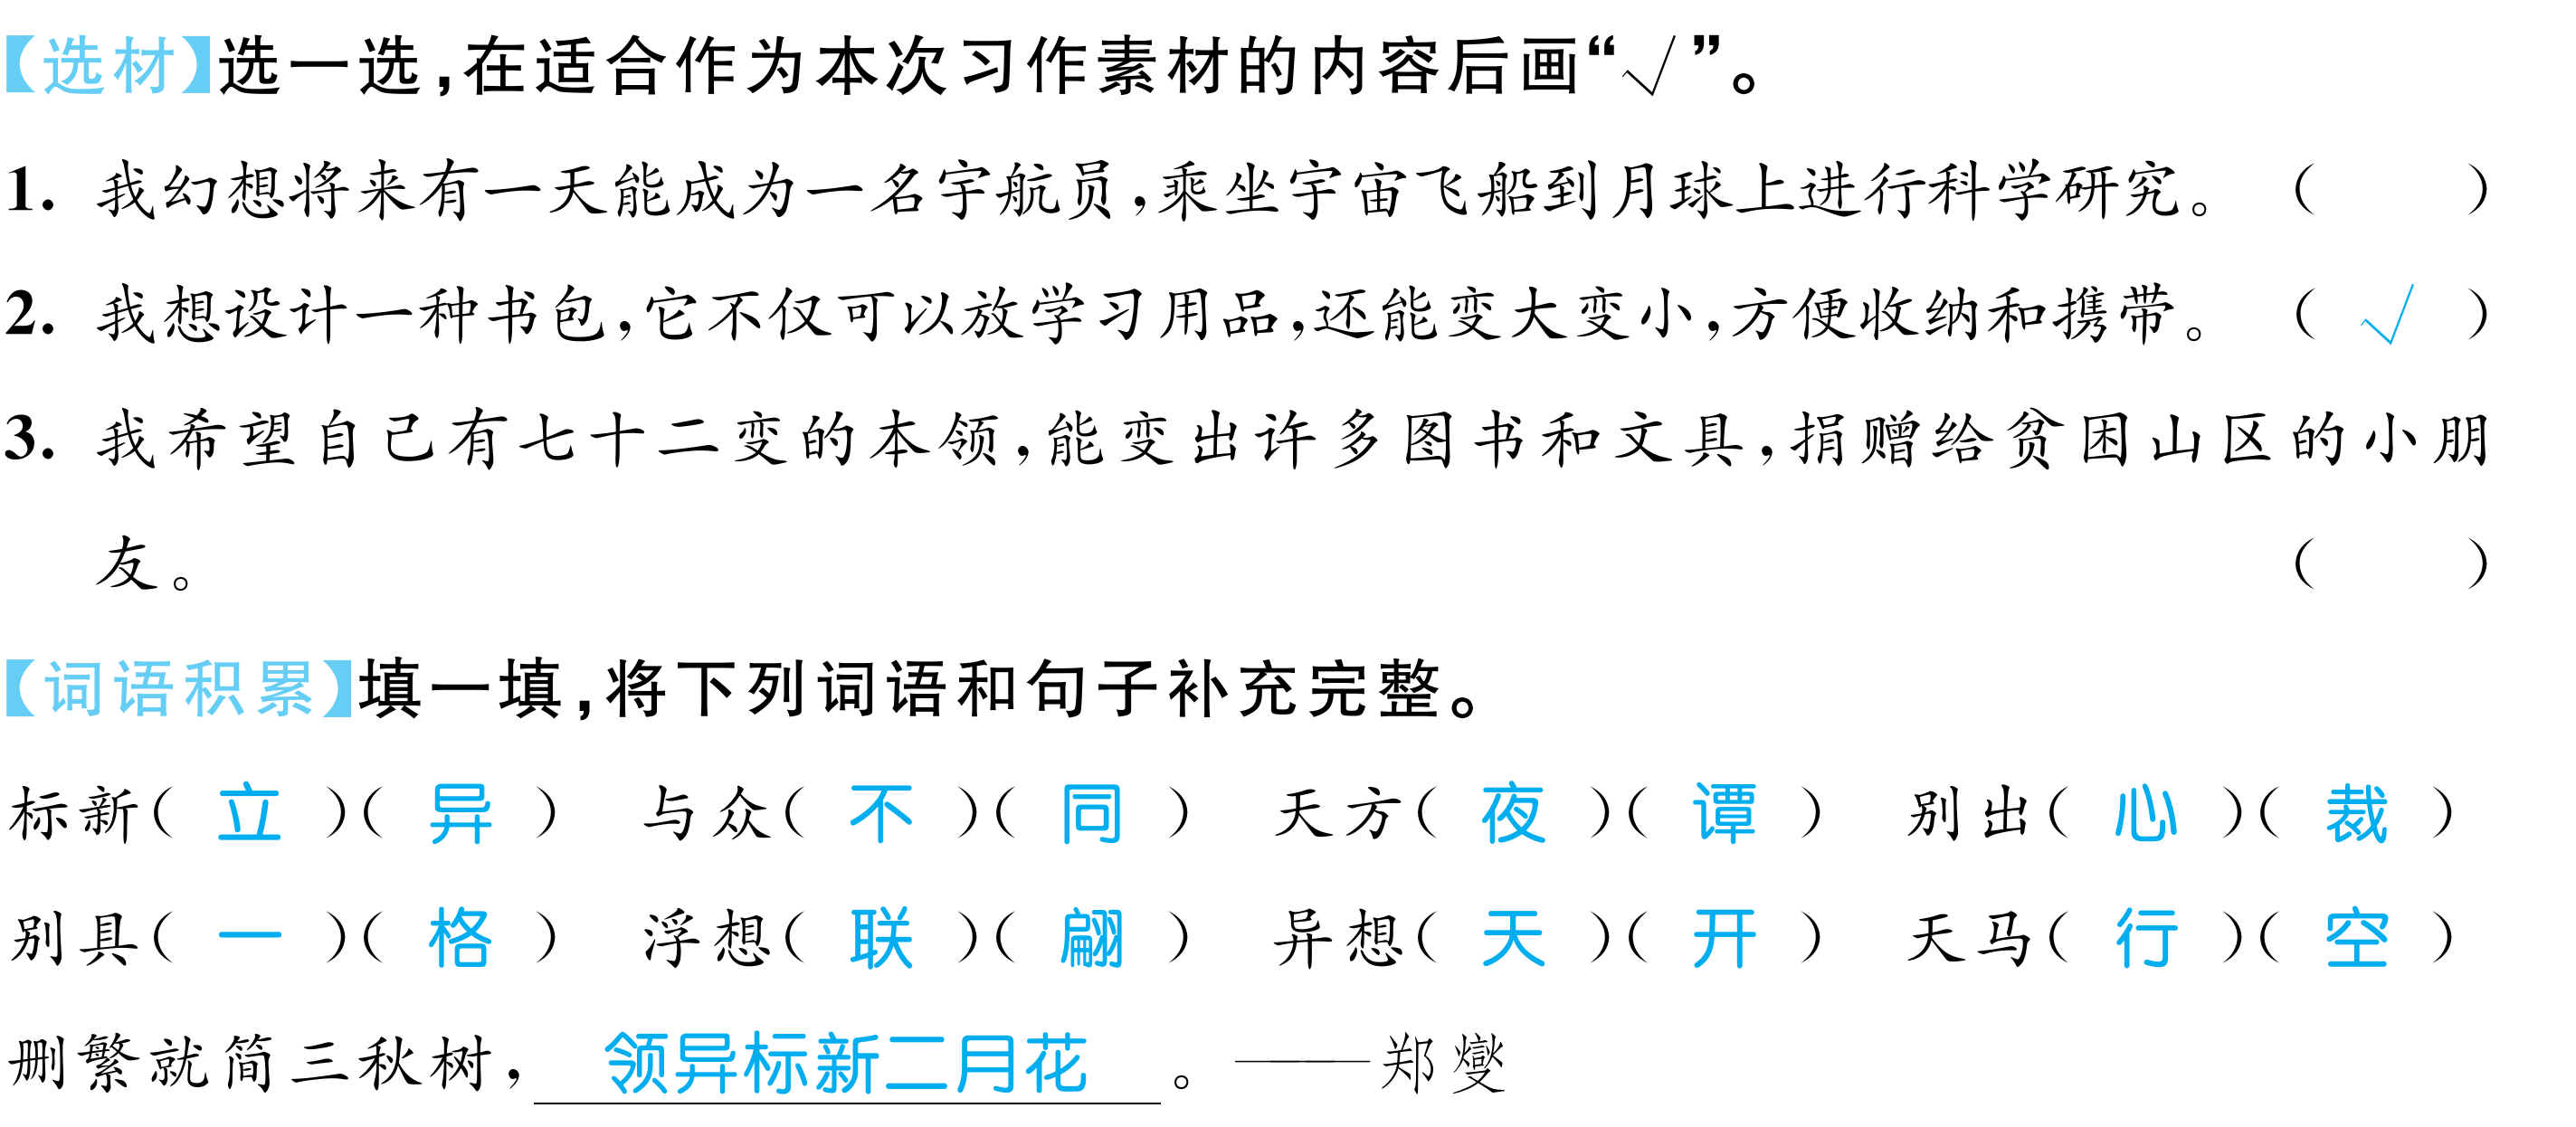 【选材】选一选,在适合作为本次习作素材的内容后画“√”。
1. 我幻想将来有一天能成为一名宇航员,乘坐宇宙飞船到月球上进行科学研究。（　　）
2. 我想设计一种书包,它不仅可以放学习用品,还能变大变小,方便收纳和携带。（ √ ）
3. 我希望自己有七十二变的本领,能变出许多图书和文具,捐赠给贫困山区的小朋
友。（　　）
【词语积累】填一填,将下列词语和句子补充完整。
标新（ 立 ）（ 异 ） 与众（ 不 ）（ 同 ） 天方（ 夜 ）（ 谭 ） 别出（ 心 ）（ 裁 ）
别具（ 一 ）（ 格 ） 浮想（ 联 ）（ 翩 ） 异想（ 天 ）（ 开 ） 天马（ 行 ）（ 空 ）
删繁就简三秋树, 领异标新二月花 。——郑燮